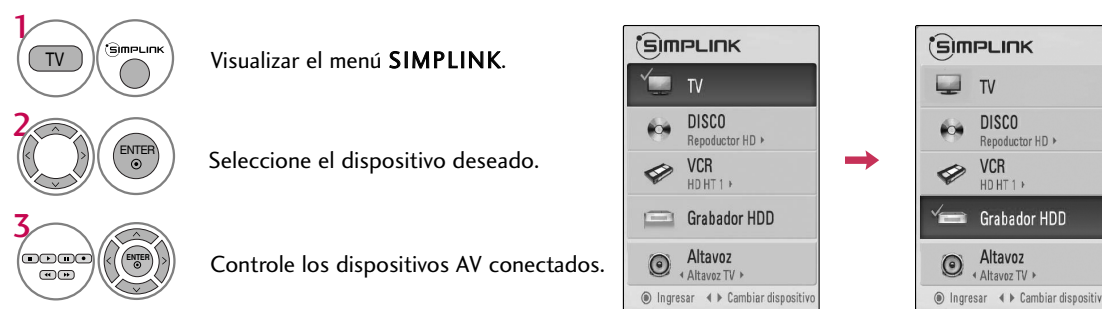 1
TV
SIMPLINK
Visualizar el menú SIMPLINK.
2
ENTER
Seleccione el dispositivo deseado.
3
ENTER
Controle los dispositivos AV conectados.
SIMPLINK
TV
DISCO
Repoductor HD
VCR
HD HT 1
Grabador HDD
Altavoz
Altavoz TV
Ingresar Cambiar dispositivo
SIMPLINK
TV
DISCO
Repoductor HD
VCR
HD HT 1
Grabador HDD
Altavoz
Altavoz TV
Ingresar Cambiar dispositiv